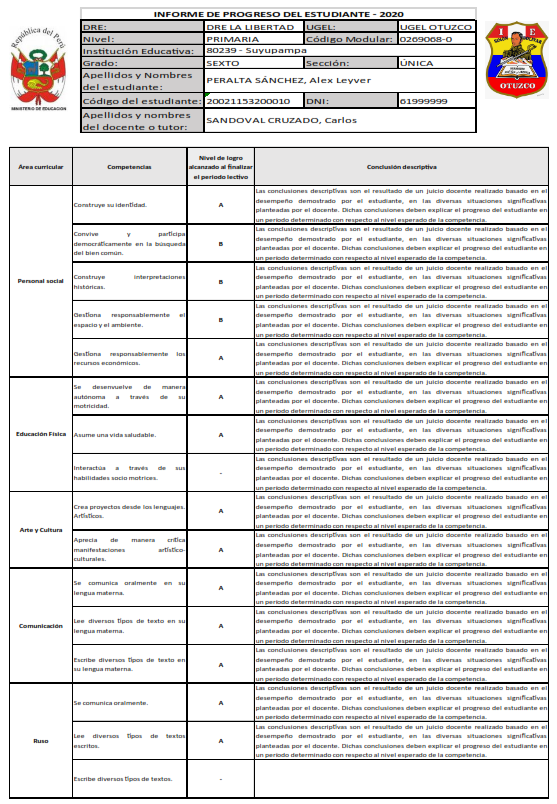 INFORME DE PROGRESO DEL ESTUDIANTE - 2020
DRE: DRE LA LIBERTAD UGEL: UGEL OTUZCO
Nivel: PRIMARIA Código Modular: 0269068-0
Institución Educativa: 80239 - Suyupampa
Grado: SEXTO Sección: ÚNICA
Apellidos y Nombres
del estudiante: PERALTA SÁNCHEZ, Alex Leyver
Código del estudiante: 20021153200010 DNI: 61999999
Apellidos y nombres
del docente o tutor: SANDOVAL CRUZADO, Carlos
República del Perú
MINISTERIO DE EDUCACION
I E
OTUZCO
Área curricular
Competencias
Nivel de logro
alcanzado al finalizar
el periodo lectivo
Conclusión descriptiva
Personal social
Construye su identidad.
A
Las conclusiones descriptivas son el resultado de un juicio docente realizado basado en el
desempeño demostrado por el estudiante, en las diversas situaciones significativas
planteadas por el docente. Dichas conclusiones deben explicar el progreso del estudiante en
un período determinado con respecto al nivel esperado de la competencia.
Convive y participa
democráticamente en la búsqueda
del bien común.
B
Las conclusiones descriptivas son el resultado de un juicio docente realizado basado en el
desempeño demostrado por el estudiante, en las diversas situaciones significativas
planteadas por el docente. Dichas conclusiones deben explicar el progreso del estudiante en
un período determinado con respecto al nivel esperado de la competencia.
Construye interpretaciones
históricas.
B
Las conclusiones descriptivas son el resultado de un juicio docente realizado basado en el
desempeño demostrado por el estudiante, en las diversas situaciones significativas
planteadas por el docente. Dichas conclusiones deben explicar el progreso del estudiante en
un período determinado con respecto al nivel esperado de la competencia.
Gestiona responsablemente el
espacio y el ambiente.
B
Las conclusiones descriptivas son el resultado de un juicio docente realizado basado en el
desempeño demostrado por el estudiante, en las diversas situaciones significativas
planteadas por el docente. Dichas conclusiones deben explicar el progreso del estudiante en
un período determinado con respecto al nivel esperado de la competencia.
Gestiona responsablemente los
recursos económicos.
A
Las conclusiones descriptivas son el resultado de un juicio docente realizado basado en el
desempeño demostrado por el estudiante, en las diversas situaciones significativas
planteadas por el docente. Dichas conclusiones deben explicar el progreso del estudiante en
un período determinado con respecto al nivel esperado de la competencia.
Educación Física
Se desenvuelve de manera
autónoma a través de su
motricidad.
A
Las conclusiones descriptivas son el resultado de un juicio docente realizado basado en el
desempeño demostrado por el estudiante, en las diversas situaciones significativas
planteadas por el docente. Dichas conclusiones deben explicar el progreso del estudiante en
un período determinado con respecto al nivel esperado de la competencia.
Asume una vida saludable.
A
Las conclusiones descriptivas son el resultado de un juicio docente realizado basado en el
desempeño demostrado por el estudiante, en las diversas situaciones significativas
planteadas por el docente. Dichas conclusiones deben explicar el progreso del estudiante en
un período determinado con respecto al nivel esperado de la competencia.
Interactúa a través de sus
habilidades socio motrices.
-
Las conclusiones descriptivas son el resultado de un juicio docente realizado basado en el
desempeño demostrado por el estudiante, en las diversas situaciones significativas
planteadas por el docente. Dichas conclusiones deben explicar el progreso del estudiante en
un período determinado con respecto al nivel esperado de la competencia.
Arte y Cultura
Crea proyectos desde los lenguajes.
Artísticos.
A
Las conclusiones descriptivas son el resultado de un juicio docente realizado basado en el
desempeño demostrado por el estudiante, en las diversas situaciones significativas
planteadas por el docente. Dichas conclusiones deben explicar el progreso del estudiante en
un período determinado con respecto al nivel esperado de la competencia.
Aprecia de manera crítica
manifestaciones artístico-
culturales.
A
Las conclusiones descriptivas son el resultado de un juicio docente realizado basado en el
desempeño demostrado por el estudiante, en las diversas situaciones significativas
planteadas por el docente. Dichas conclusiones deben explicar el progreso del estudiante en
un período determinado con respecto al nivel esperado de la competencia.
Comunicación
Se comunica oralmente en su
lengua materna.
A
Las conclusiones descriptivas son el resultado de un juicio docente realizado basado en el
desempeño demostrado por el estudiante, en las diversas situaciones significativas
planteadas por el docente. Dichas conclusiones deben explicar el progreso del estudiante en
un período determinado con respecto al nivel esperado de la competencia.
Lee diversos tipos de texto en su
lengua materna.
A
Las conclusiones descriptivas son el resultado de un juicio docente realizado basado en el
desempeño demostrado por el estudiante, en las diversas situaciones significativas
planteadas por el docente. Dichas conclusiones deben explicar el progreso del estudiante en
un período determinado con respecto al nivel esperado de la competencia.
Escribe diversos tipos de texto en
su lengua materna.
A
Las conclusiones descriptivas son el resultado de un juicio docente realizado basado en el
desempeño demostrado por el estudiante, en las diversas situaciones significativas
planteadas por el docente. Dichas conclusiones deben explicar el progreso del estudiante en
un período determinado con respecto al nivel esperado de la competencia.
Ruso
Se comunica oralmente.
A
Las conclusiones descriptivas son el resultado de un juicio docente realizado basado en el
desempeño demostrado por el estudiante, en las diversas situaciones significativas
planteadas por el docente. Dichas conclusiones deben explicar el progreso del estudiante en
un período determinado con respecto al nivel esperado de la competencia.
Lee diversos tipos de textos
escritos.
A
Las conclusiones descriptivas son el resultado de un juicio docente realizado basado en el
desempeño demostrado por el estudiante, en las diversas situaciones significativas
planteadas por el docente. Dichas conclusiones deben explicar el progreso del estudiante en
un período determinado con respecto al nivel esperado de la competencia.
Escribe diversos tipos de textos.
-